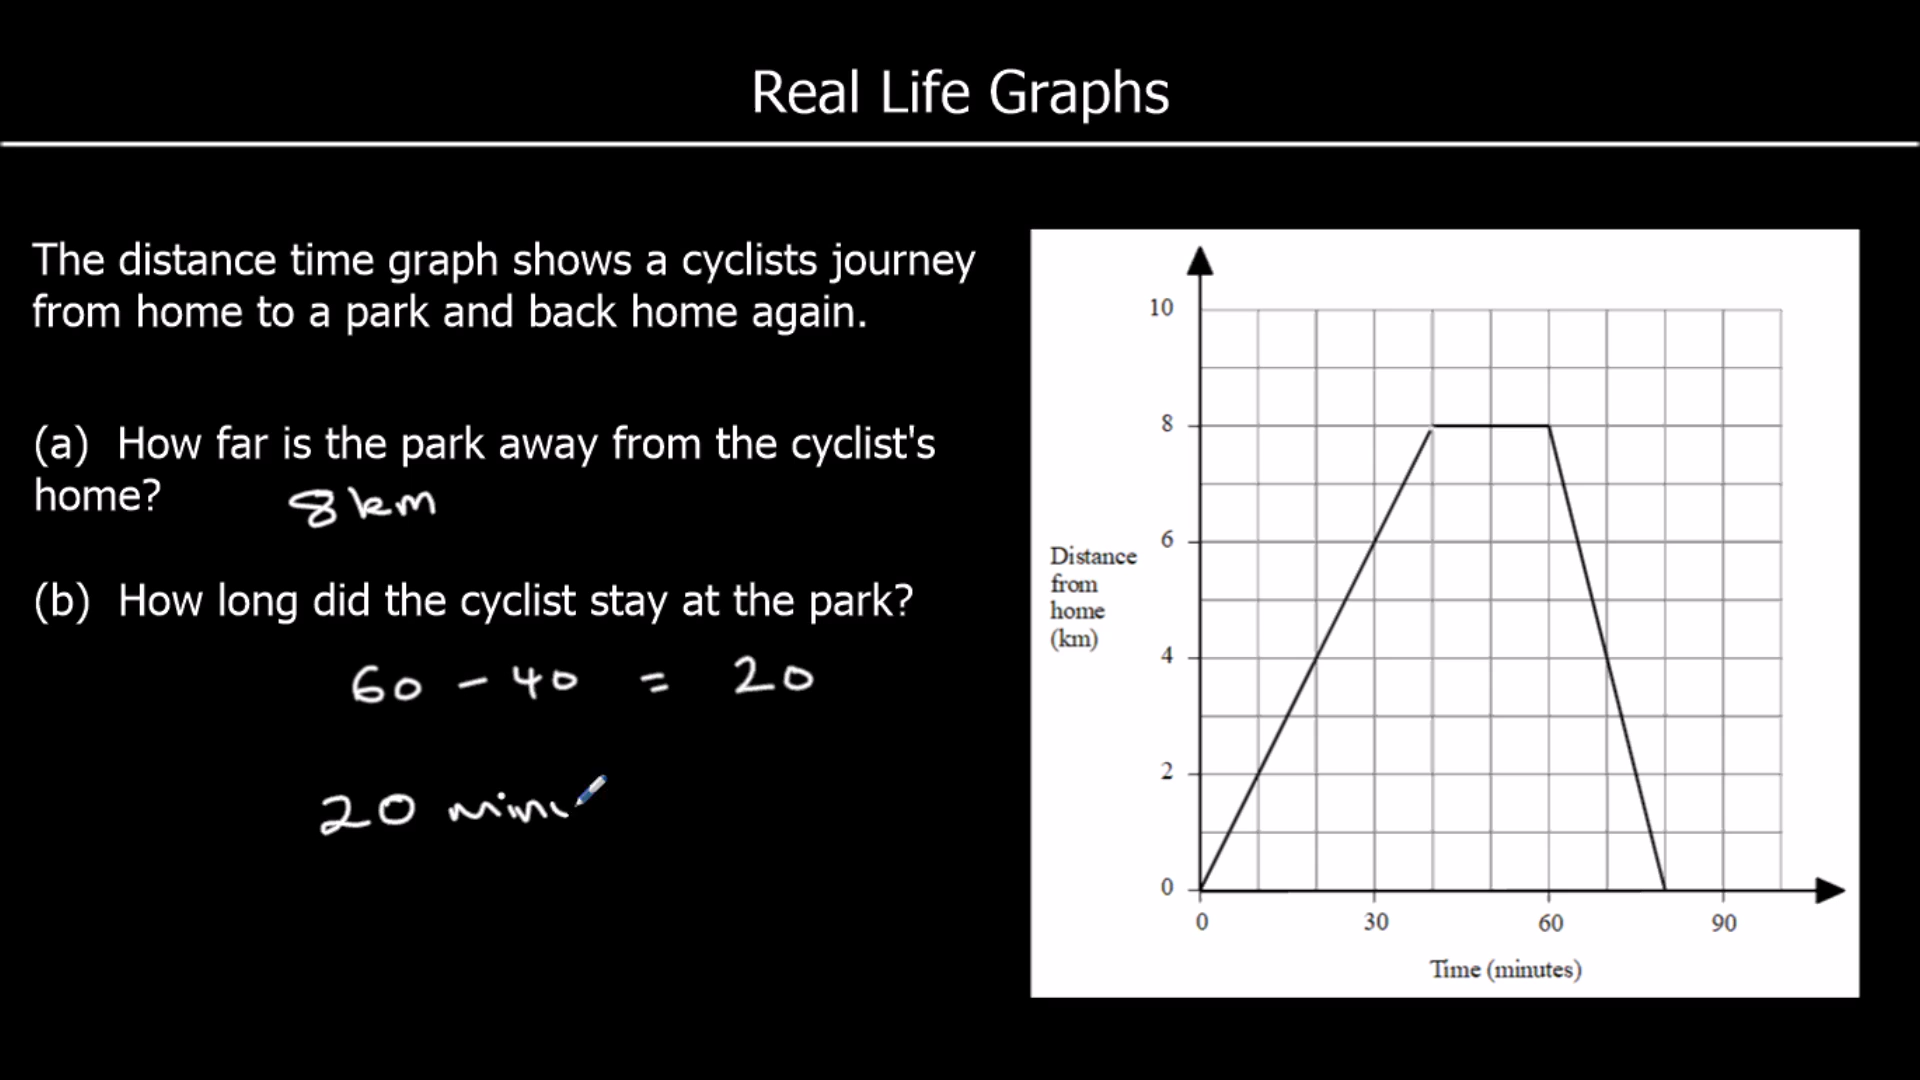 Real Life Graphs
The distance time graph shows a cyclists journey
from home to a park and back home again.
(a) How far is the park away from the cyclist's
home? 8 km
(b) How long did the cyclist stay at the park?
60 - 40 = 20
20
10
8
6
4
2
0
Distance
from
home
(km)
0 30 60 90
Time (minutes)